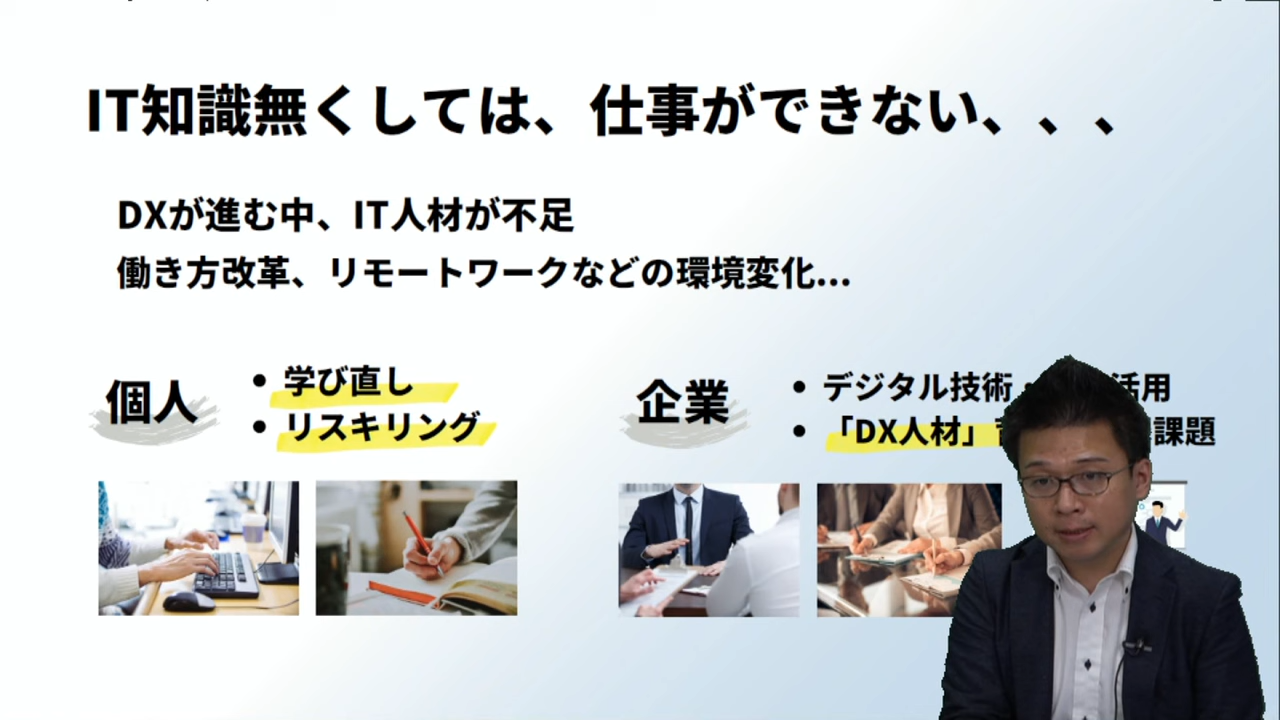 IT知識無くしては、仕事ができない、、、
DXが進む中、IT人材が不足
働き方改革、リモートワークなどの環境変化...
個人
• 学び直し
• リスキリング
企業
• デジタル技術・活用
• 「DX人材」課題